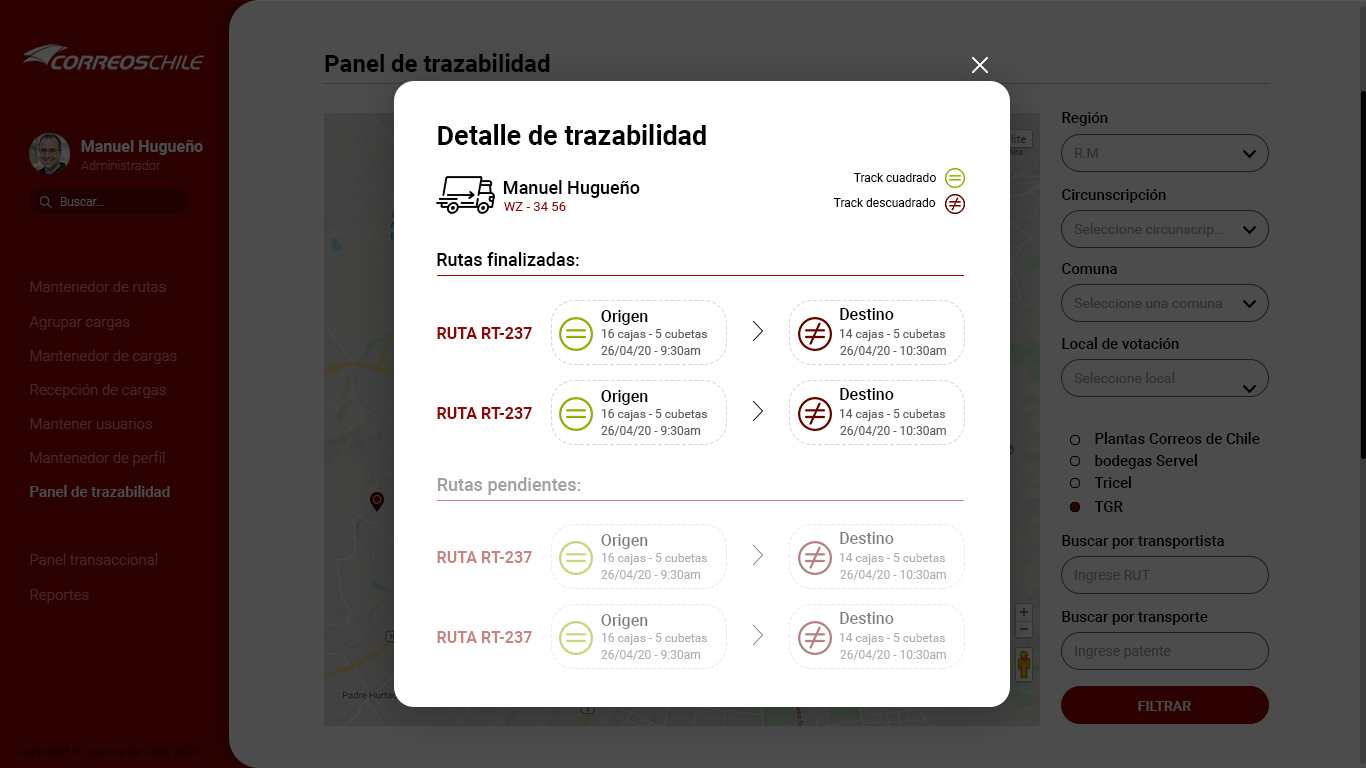 CORREOSCHILE
Manuel Hugueño
Administrador
Buscar...
Mantenedor de rutas
Agrupar cargas
Mantenedor de cargas
Recepción de cargas
Mantener usuarios
Mantenedor de perfíl
Panel de trazabilidad
Panel transaccional
Reportes
Panel de trazabilidad
Detalle de trazabilidad
Manuel Hugueño
WZ - 34 56
Track cuadrado
Track descuadrado
Rutas finalizadas:
RUTA RT-237
Origen
16 cajas - 5 cubetas
26/04/20 - 9:30am
>
Destino
14 cajas - 5 cubetas
26/04/20 - 10:30am
RUTA RT-237
Origen
16 cajas - 5 cubetas
26/04/20 - 9:30am
>
Destino
14 cajas - 5 cubetas
26/04/20 - 10:30am
Rutas pendientes:
RUTA RT-237
Origen
16 cajas - 5 cubetas
26/04/20 - 9:30am
>
Destino
14 cajas - 5 cubetas
26/04/20 - 10:30am
RUTA RT-237
Origen
16 cajas - 5 cubetas
26/04/20 - 9:30am
>
Destino
14 cajas - 5 cubetas
26/04/20 - 10:30am
Padre Hurta
Región
R.M
Circunscripción
Seleccione circunscrip...
Comuna
Seleccione una comuna
Local de votación
Seleccione local
Plantas Correos de Chile
bodegas Servel
Tricel
TGR
Buscar por transportista
Ingrese RUT
Buscar por transporte
Ingrese patente
FILTRAR